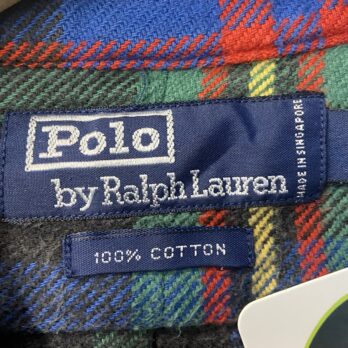 Polo
by Ralph Lauren
MADE IN SINGAPORE
100% COTTON